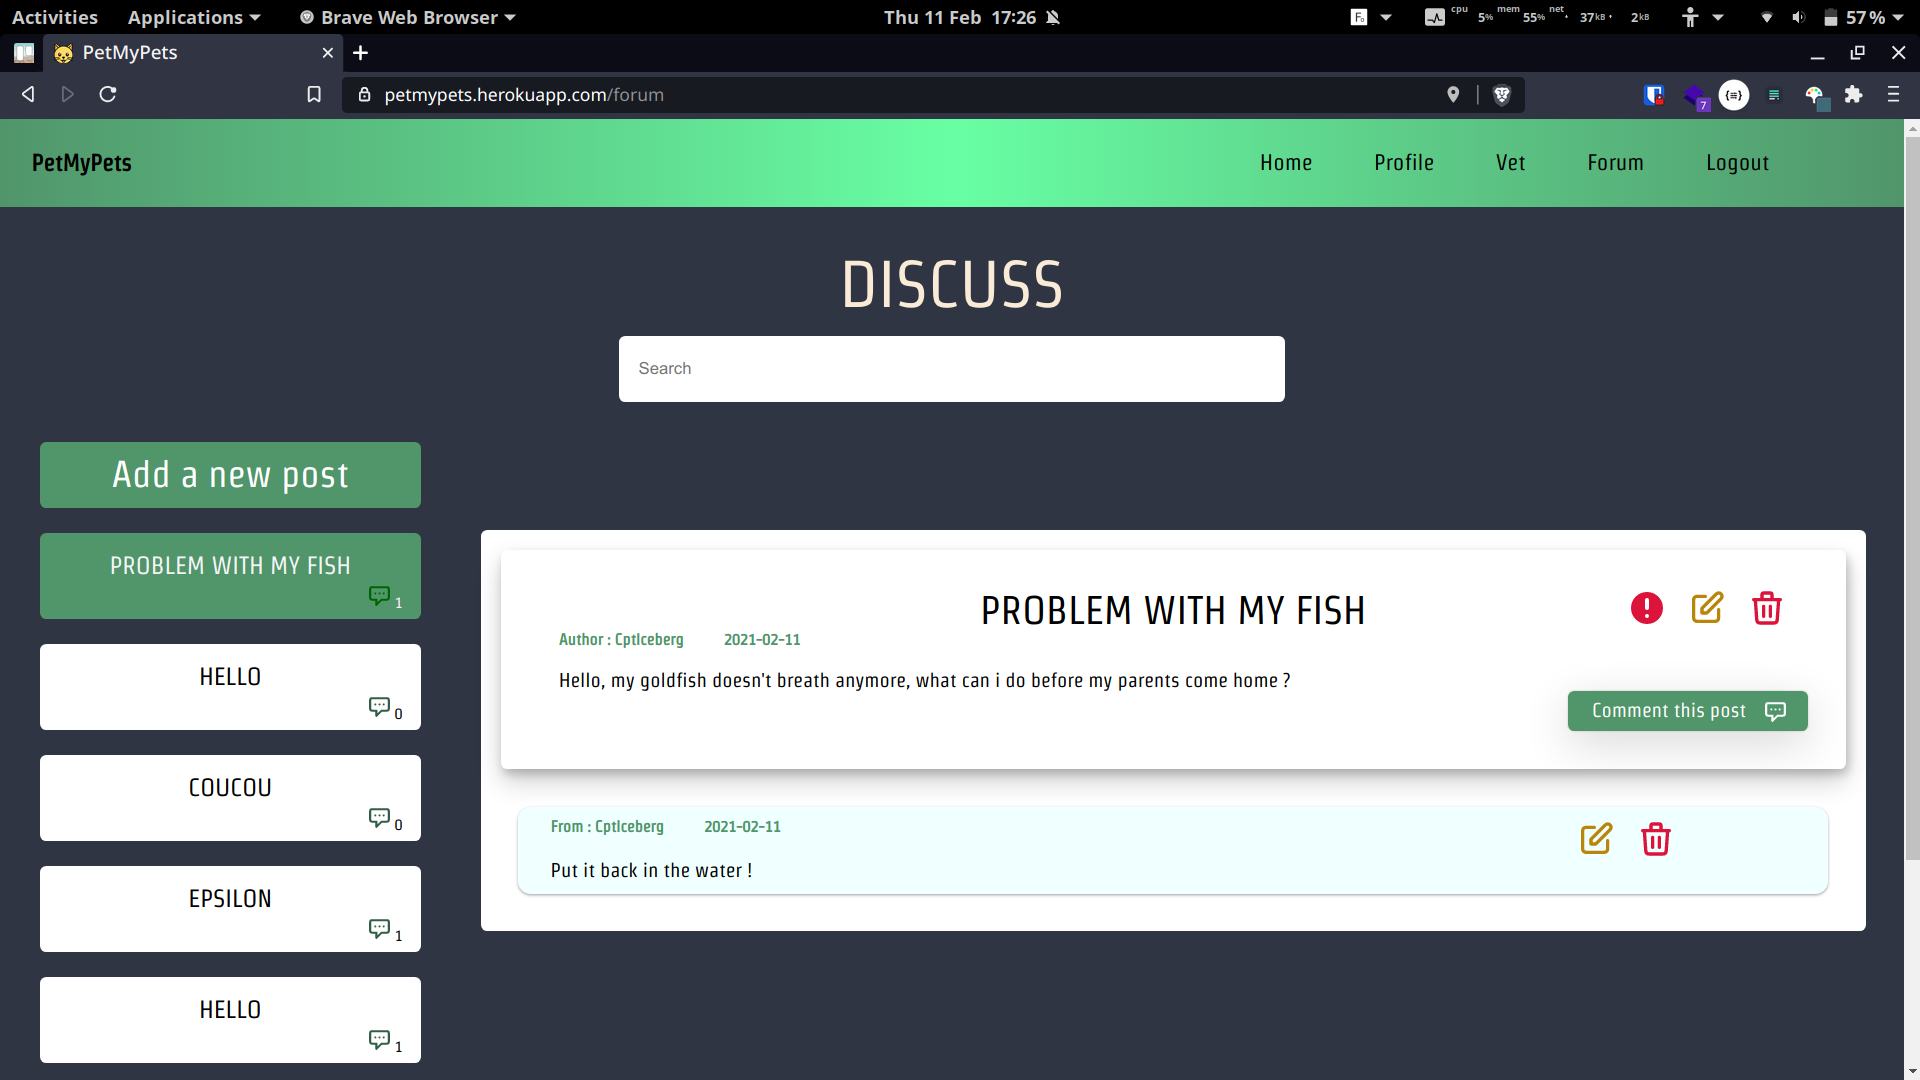 Activities Applications Brave Web Browser Thu 11 Feb 17:26 cpu 5% mem 55% net 37kB 2kB 57%
PetMyPets
petmypets.herokuapp.com/forum
7
PetMyPets Home Profile Vet Forum Logout
DISCUSS
Search
Add a new post
PROBLEM WITH MY FISH
1
HELLO
0
COUCOU
0
EPSILON
1
HELLO
1
PROBLEM WITH MY FISH
Author : CptIceberg 2021-02-11
Hello, my goldfish doesn't breath anymore, what can i do before my parents come home ?
Comment this post
From : CptIceberg 2021-02-11
Put it back in the water !